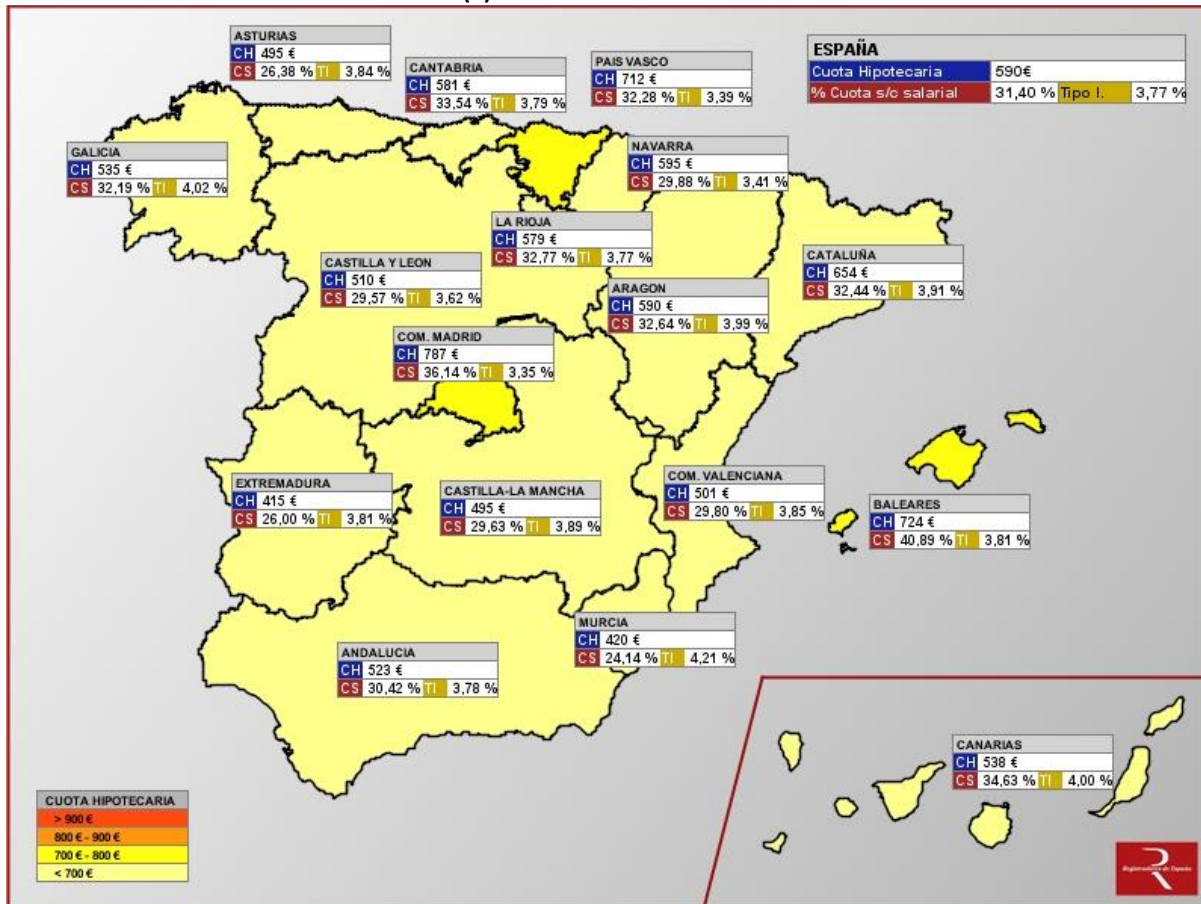 (1)
ASTURIAS
CH 495 €
CS 26,38 % TI 3,84 %
CANTABRIA
CH 581 €
CS 33,54 % TI 3,79 %
PAIS VASCO
CH 712 €
CS 32,28 % TI 3,39 %
ESPAÑA
Cuota Hipotecaria 590€
% Cuota s/c salarial 31,40 % Tipo I. 3,77 %
GALICIA
CH 535 €
CS 32,19 % TI 4,02 %
NAVARRA
CH 595 €
CS 29,88 % TI 3,41 %
LA RIOJA
CH 579 €
CS 32,77 % TI 3,77 %
CASTILLA Y LEON
CH 510 €
CS 29,57 % TI 3,62 %
CATALUÑA
CH 654 €
CS 32,44 % TI 3,91 %
ARAGON
CH 590 €
CS 32,64 % TI 3,99 %
COM. MADRID
CH 787 €
CS 36,14 % TI 3,35 %
EXTREMADURA
CH 415 €
CS 26,00 % TI 3,81 %
CASTILLA-LA MANCHA
CH 495 €
CS 29,63 % TI 3,89 %
COM. VALENCIANA
CH 501 €
CS 29,80 % TI 3,85 %
BALEARES
CH 724 €
CS 40,89 % TI 3,81 %
MURCIA
CH 420 €
CS 24,14 % TI 4,21 %
ANDALUCIA
CH 523 €
CS 30,42 % TI 3,78 %
CANARIAS
CH 538 €
CS 34,63 % TI 4,00 %
CUOTA HIPOTECARIA
> 900 €
800 € - 900 €
700 € - 800 €
< 700 €
Registradores de España